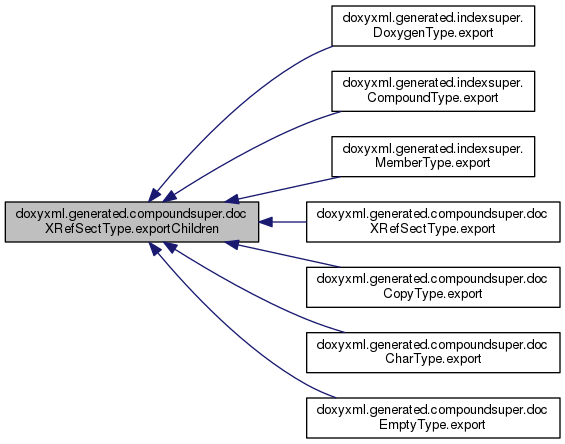 doxyxml.generated.indexsuper.
DoxygenType.export
doxyxml.generated.indexsuper.
CompoundType.export
doxyxml.generated.indexsuper.
MemberType.export
doxyxml.generated.compoundsuper.doc
XRefSectType.exportChildren
doxyxml.generated.compoundsuper.doc
XRefSectType.export
doxyxml.generated.compoundsuper.doc
CopyType.export
doxyxml.generated.compoundsuper.doc
CharType.export
doxyxml.generated.compoundsuper.doc
EmptyType.export